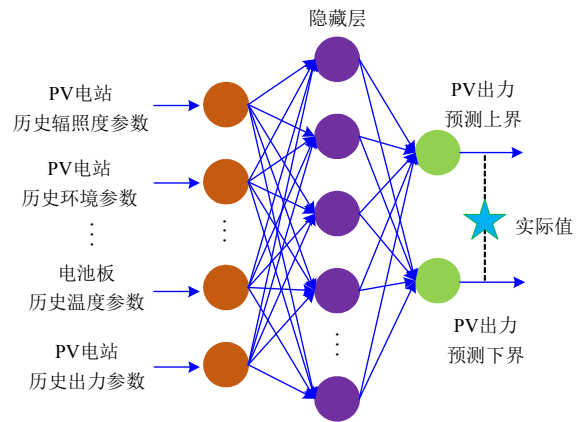 隐藏层
PV电站
历史辐照度参数
PV电站
历史环境参数
⋮
电池板
历史温度参数
PV电站
历史出力参数
⋮
⋮
PV出力
预测上界
实际值
PV出力
预测下界